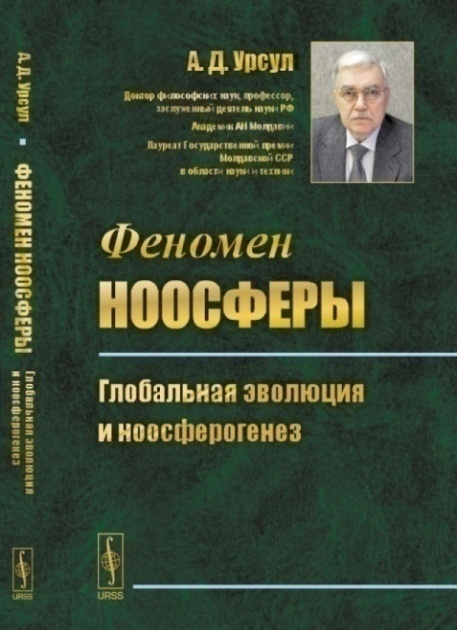 А. Д. Урсул
Доктор философских наук, профессор,
заслуженный деятель науки РФ
Академик АН Молдавии
Лауреат Государственной премии
Молдавской ССР
в области науки и техники
Феномен
НООСФЕРЫ
Глобальная эволюция
и ноосферогенез
URSS
А. Д. Урсул • ФЕНОМЕН НООСФЕРЫ
Глобальная эволюция
и ноосферогенез
URSS